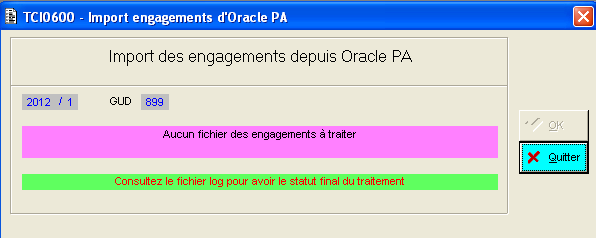 TCI0600 - Import engagements d'Oracle PA
Import des engagements depuis Oracle PA
2012 / 1 GUD 899
Aucun fichier des engagements à traiter
OK
Quitter
Consultez le fichier log pour avoir le statut final du traitement